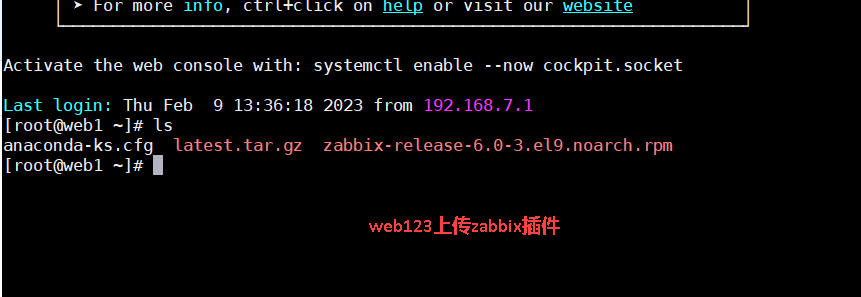 ➤ For more info, ctrl+click on help or visit our website
Activate the web console with: systemctl enable --now cockpit.socket
Last login: Thu Feb  9 13:36:18 2023 from 192.168.7.1
[root@web1 ~]# ls
anaconda-ks.cfg  latest.tar.gz  zabbix-release-6.0-3.el9.noarch.rpm
[root@web1 ~]#
web123上传zabbix插件